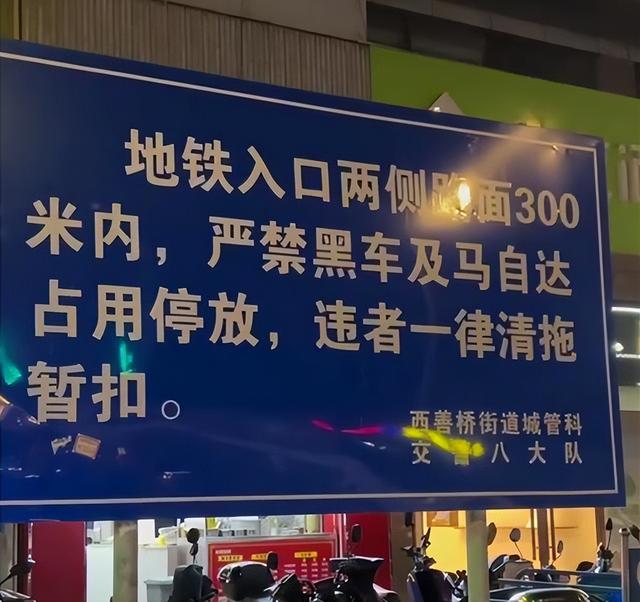 地铁入口两侧路面300
米内，严禁黑车及马自达
占用停放，违者一律清拖
暂扣。
西善桥街道城管科
交警八大队